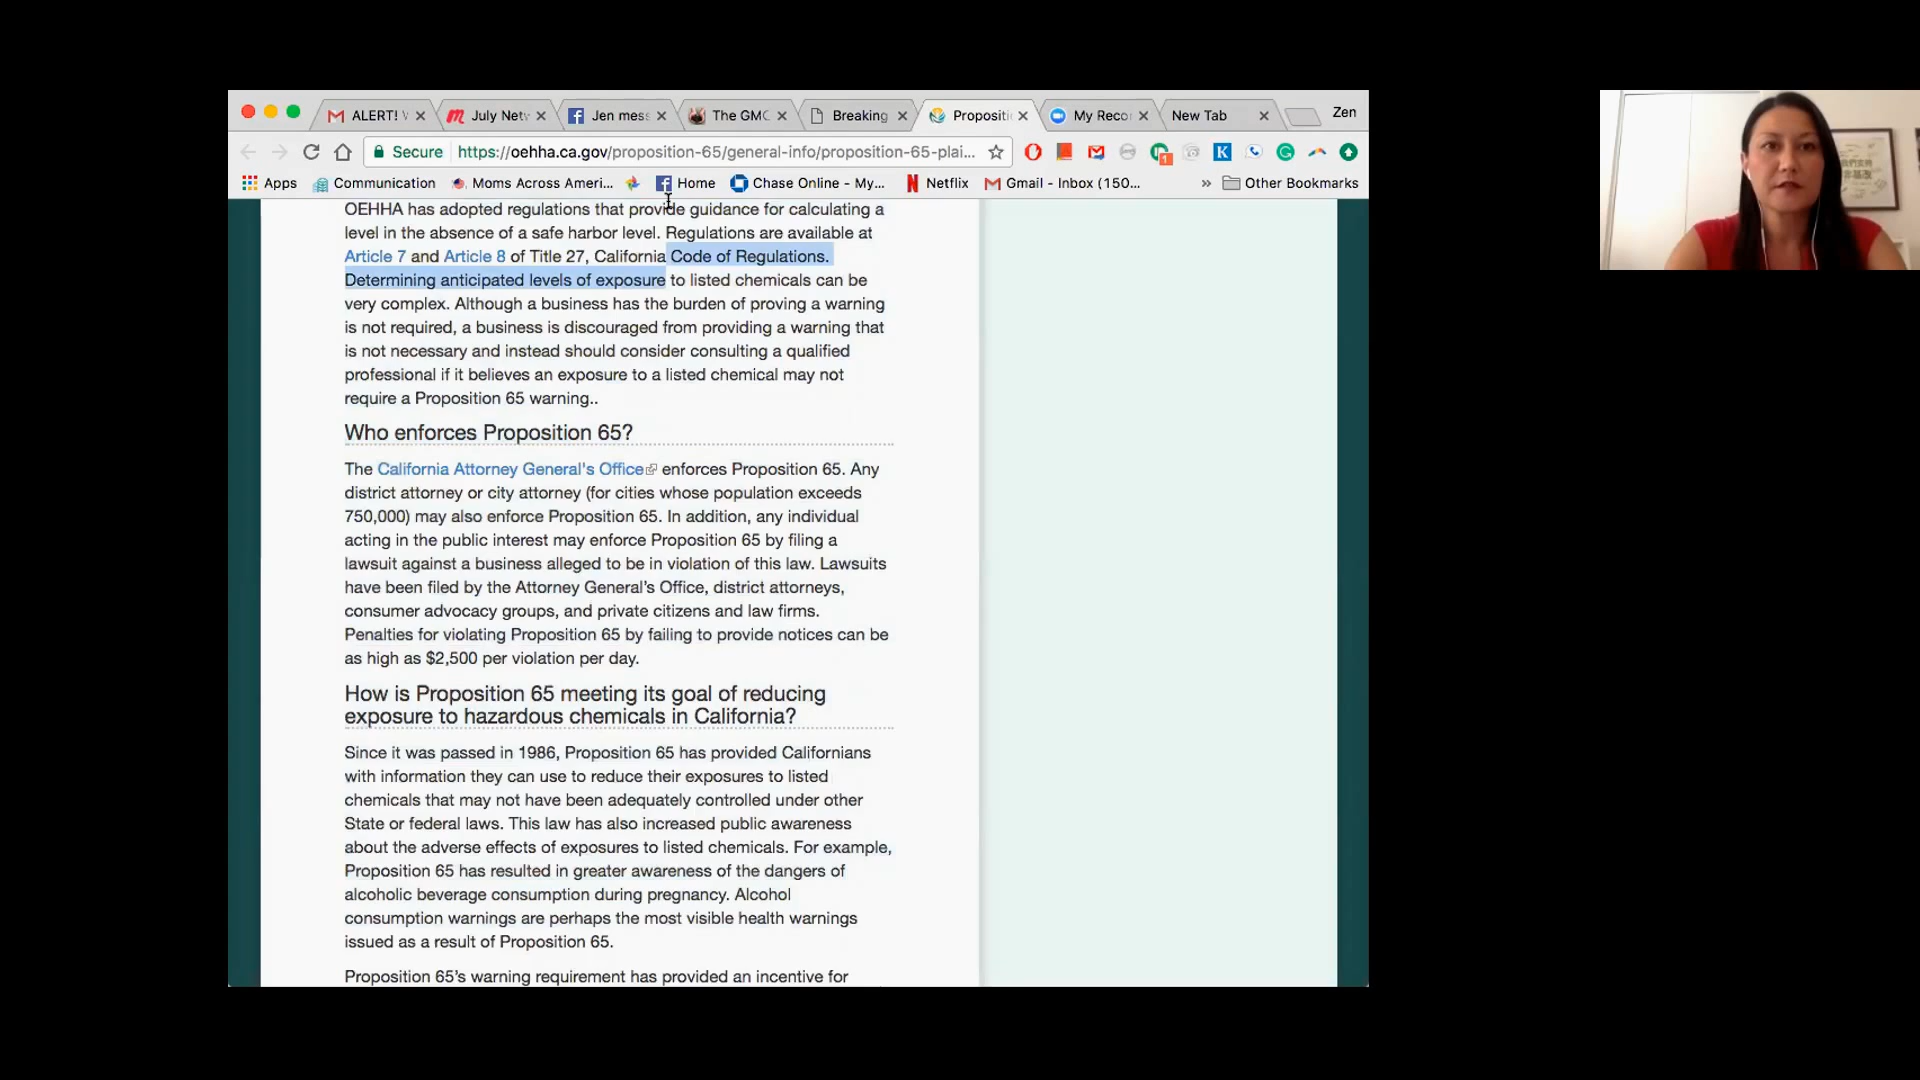 ALERT! V
July Netw
Jen mess
The GMO
Breaking
Propositi
My Reco
New Tab
Zen
Secure https://oehha.ca.gov/proposition-65/general-info/proposition-65-plai...
Apps Communication Moms Across Ameri... Home Chase Online - My... Netflix Gmail - Inbox (150... » Other Bookmarks
OEHHA has adopted regulations that provide guidance for calculating a
level in the absence of a safe harbor level. Regulations are available at
Article 7 and Article 8 of Title 27, California Code of Regulations.
Determining anticipated levels of exposure to listed chemicals can be
very complex. Although a business has the burden of proving a warning
is not required, a business is discouraged from providing a warning that
is not necessary and instead should consider consulting a qualified
professional if it believes an exposure to a listed chemical may not
require a Proposition 65 warning..
Who enforces Proposition 65?
The California Attorney General's Office enforces Proposition 65. Any
district attorney or city attorney (for cities whose population exceeds
750,000) may also enforce Proposition 65. In addition, any individual
acting in the public interest may enforce Proposition 65 by filing a
lawsuit against a business alleged to be in violation of this law. Lawsuits
have been filed by the Attorney General's Office, district attorneys,
consumer advocacy groups, and private citizens and law firms.
Penalties for violating Proposition 65 by failing to provide notices can be
as high as $2,500 per violation per day.
How is Proposition 65 meeting its goal of reducing
exposure to hazardous chemicals in California?
Since it was passed in 1986, Proposition 65 has provided Californians
with information they can use to reduce their exposures to listed
chemicals that may not have been adequately controlled under other
State or federal laws. This law has also increased public awareness
about the adverse effects of exposures to listed chemicals. For example,
Proposition 65 has resulted in greater awareness of the dangers of
alcoholic beverage consumption during pregnancy. Alcohol
consumption warnings are perhaps the most visible health warnings
issued as a result of Proposition 65.
Proposition 65's warning requirement has provided an incentive for